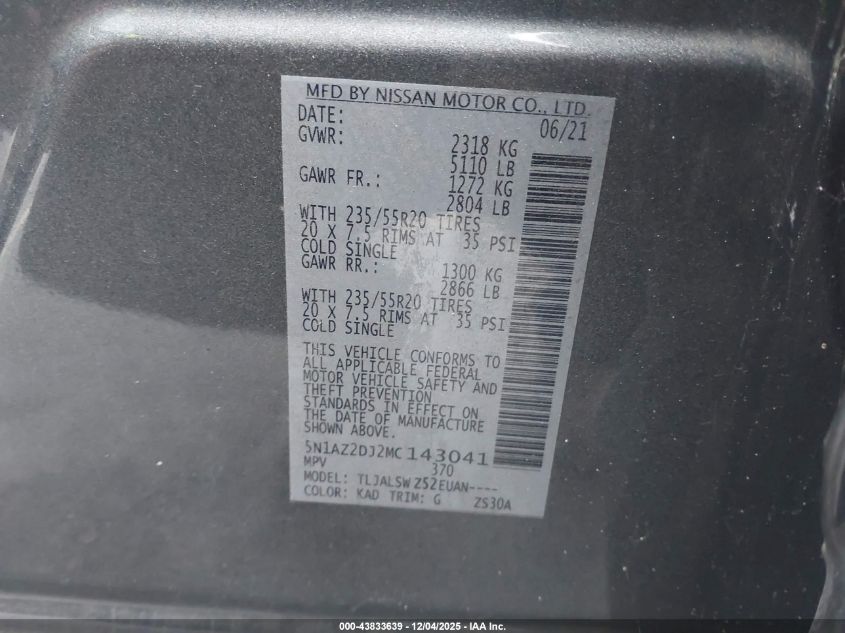 MFD BY NISSAN MOTOR CO., LTD.
DATE: 06/21
GVWR: 2318 KG
5110 LB
GAWR FR.: 1272 KG
2804 LB
WITH 235/55R20 TIRES
20 X 7.5 RIMS AT 35 PSI
COLD SINGLE
GAWR RR.: 1300 KG
2866 LB
WITH 235/55R20 TIRES
20 X 7.5 RIMS AT 35 PSI
COLD SINGLE
THIS VEHICLE CONFORMS TO
ALL APPLICABLE FEDERAL
MOTOR VEHICLE SAFETY AND
THEFT PREVENTION
STANDARDS IN EFFECT ON
THE DATE OF MANUFACTURE
SHOWN ABOVE.
5N1AZ2DJ2MC143041
MPV 370
MODEL: TLJALSWZ52EUAN----
COLOR: KAD TRIM: G ZS30A
000-43833639 - 12/04/2025 - IAA Inc.